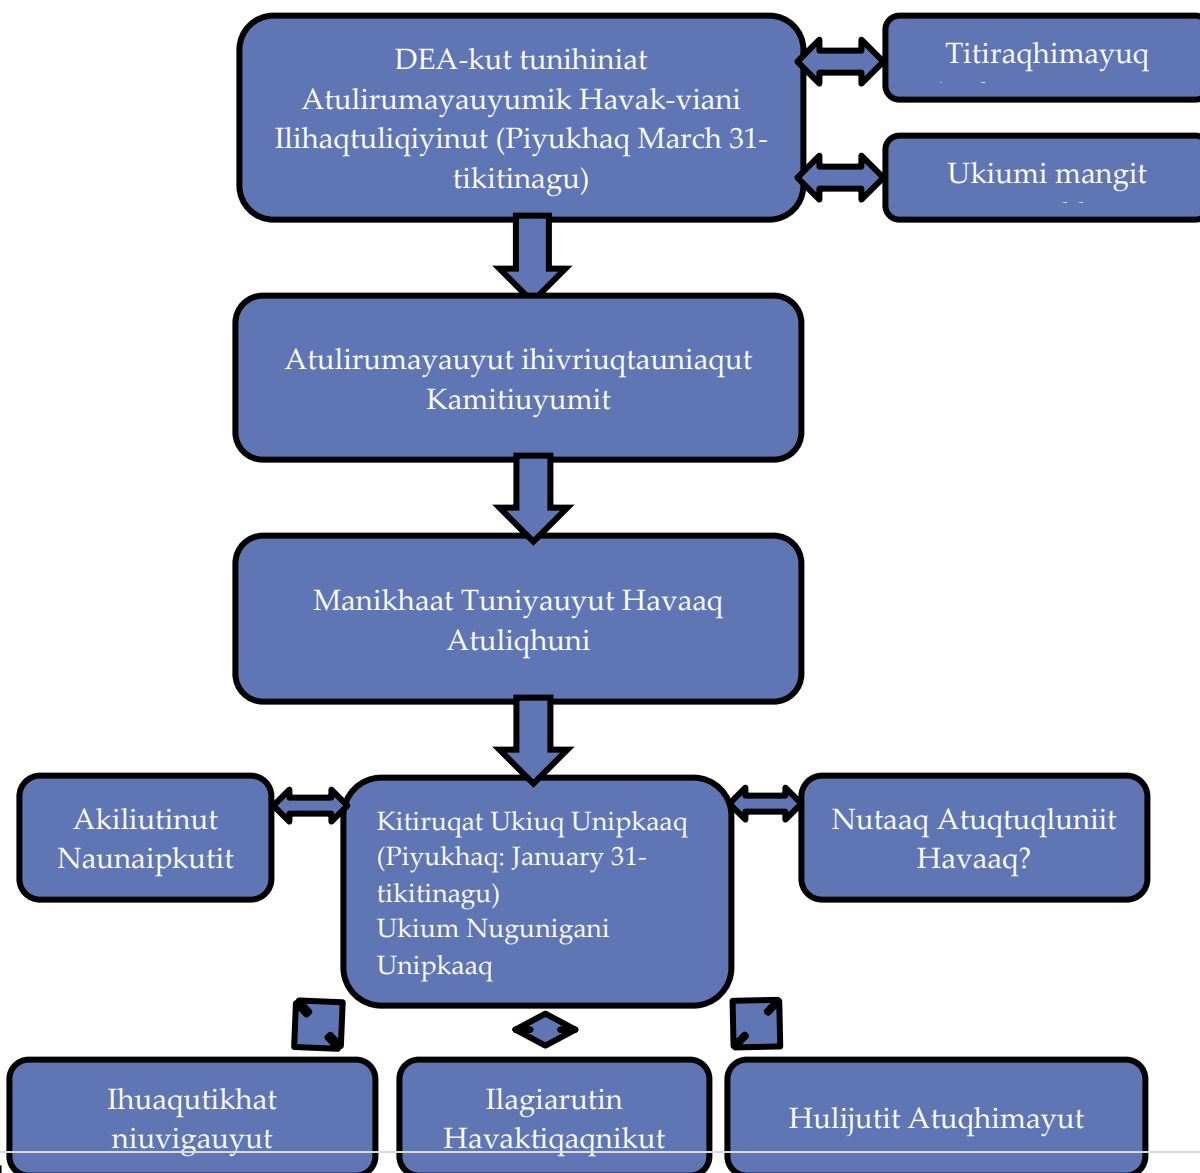 DEA-kut tunihiniat
Atulirumayauyumik Havak-viani
Ilihaqtuliqiyinut (Piyukhaq March 31-
tikitinagu)
Titiraqhimayuq
Ukiumi mangit
Atulirumayauyut ihivriuqtauniaqut
Kamitiuyumit
Manikhaat Tuniyauyut Havaaq
Atuliqhuni
Akiliutinut
Naunaipkutit
Kitiruqat Ukiuq Unipkaaq
(Piyukhaq: January 31-
tikitinagu)
Ukium Nugunigani
Unipkaaq
Nutaaq Atuqtuqluniit
Havaaq?
Ihuaqutikhat
niuvigauyut
Ilagiarutin
Havaktiqaqnikut
Hulijutit Atuqhimayut